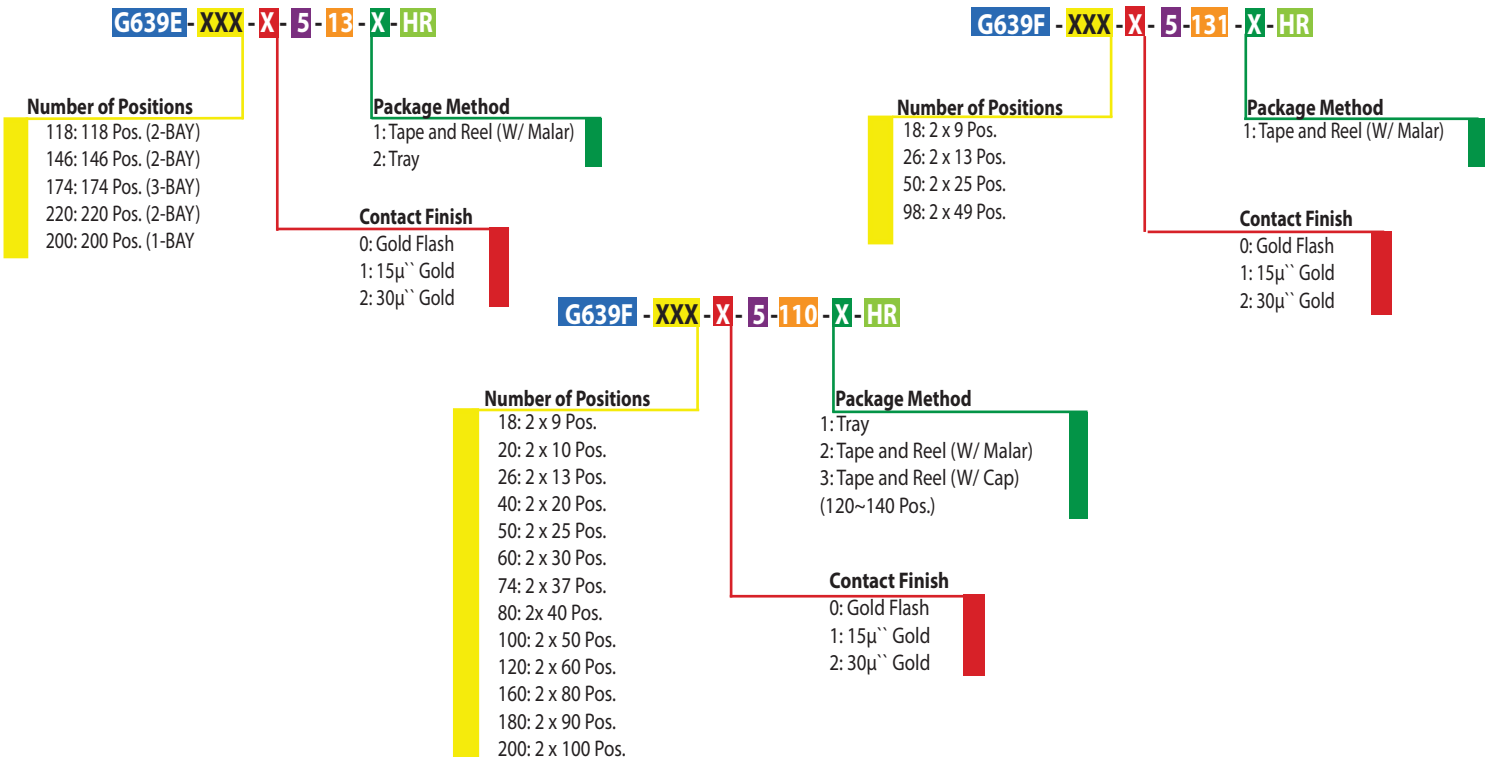 G639E-XXX-X-5-13-X-HR
Number of Positions
118: 118 Pos. (2-BAY)
146: 146 Pos. (2-BAY)
174: 174 Pos. (3-BAY)
220: 220 Pos. (2-BAY)
200: 200 Pos. (1-BAY
Package Method
1: Tape and Reel (W/ Malar)
2: Tray
Contact Finish
0: Gold Flash
1: 15µ`` Gold
2: 30µ`` Gold
G639F - XXX - X - 5 -131 - X - HR
Number of Positions
18: 2 x 9 Pos.
26: 2 x 13 Pos.
50: 2 x 25 Pos.
98: 2 x 49 Pos.
Package Method
1: Tape and Reel (W/ Malar)
Contact Finish
0: Gold Flash
1: 15µ`` Gold
2: 30µ`` Gold
G639F - XXX - X - 5 -110 - X - HR
Number of Positions
18: 2 x 9 Pos.
20: 2 x 10 Pos.
26: 2 x 13 Pos.
40: 2 x 20 Pos.
50: 2 x 25 Pos.
60: 2 x 30 Pos.
74: 2 x 37 Pos.
80: 2x 40 Pos.
100: 2 x 50 Pos.
120: 2 x 60 Pos.
160: 2 x 80 Pos.
180: 2 x 90 Pos.
200: 2 x 100 Pos.
Package Method
1: Tray
2: Tape and Reel (W/ Malar)
3: Tape and Reel (W/ Cap)
(120~140 Pos.)
Contact Finish
0: Gold Flash
1: 15µ`` Gold
2: 30µ`` Gold